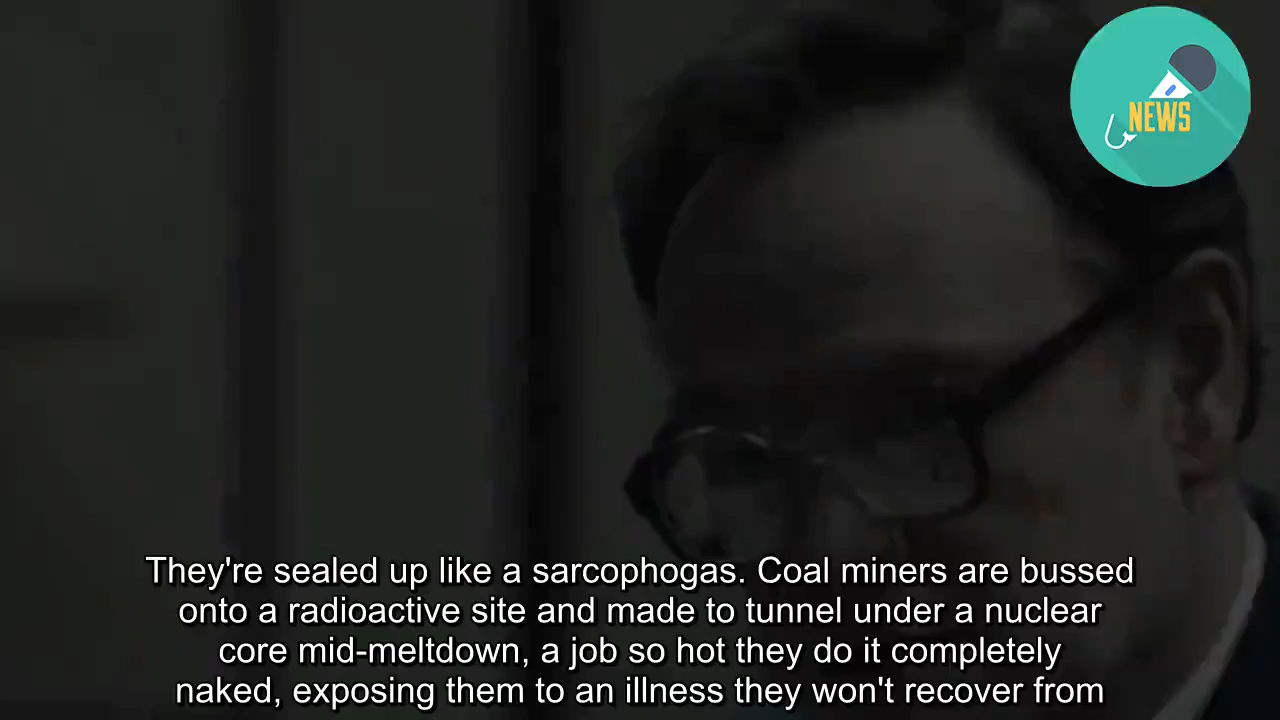 NEWS
They're sealed up like a sarcophogas. Coal miners are bussed
onto a radioactive site and made to tunnel under a nuclear
core mid-meltdown, a job so hot they do it completely
naked, exposing them to an illness they won't recover from